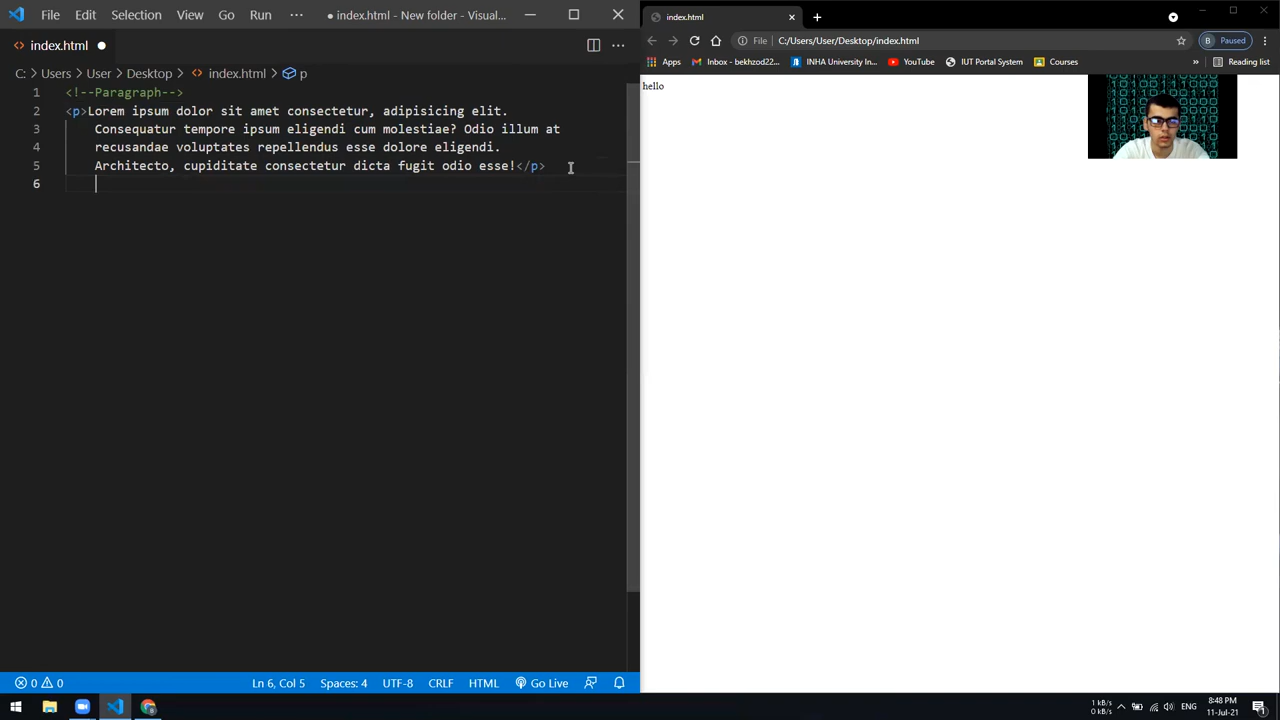 File Edit Selection View Go Run ··· ● index.html - New folder - Visual...
index.html ●
C: > Users > User > Desktop > index.html > p
1 <!--Paragraph-->
2 <p>Lorem ipsum dolor sit amet consectetur, adipisicing elit.
3 Consequatur tempore ipsum eligendi cum molestiae? Odio illum at
4 recusandae voluptates repellendus esse dolore eligendi.
5 Architecto, cupiditate consectetur dicta fugit odio esse!</p>
6
0 0 Ln 6, Col 5 Spaces: 4 UTF-8 CRLF HTML Go Live
index.html
File C:/Users/User/Desktop/index.html B Paused
Apps Inbox - bekhzod22... INHA University In... YouTube IUT Portal System Courses » Reading list
hello
1 kB/s
0 kB/s
ENG
8:48 PM
11-Jul-21
1